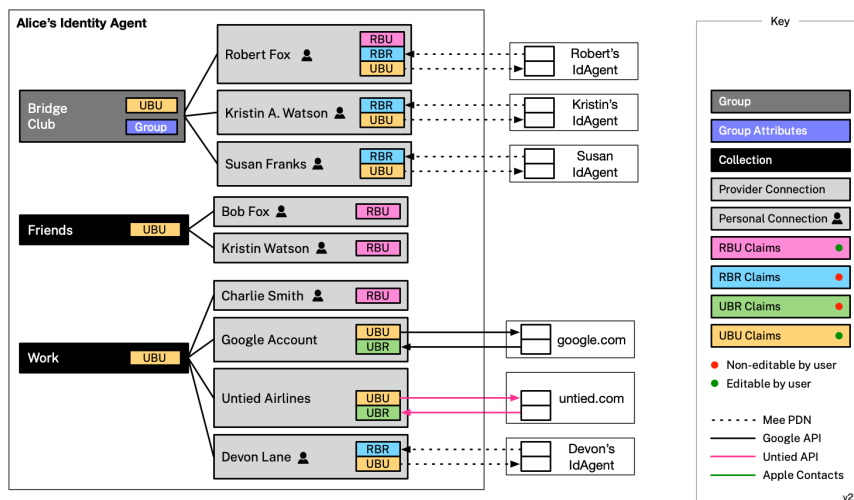 Alice's Identity Agent
Bridge
Club
UBU
Group
Robert Fox
RBU
RBR
UBU
Robert's
IdAgent
Kristin A. Watson
RBR
UBU
Kristin's
IdAgent
Susan Franks
RBR
UBU
Susan
IdAgent
Friends
UBU
Bob Fox
RBU
Kristin Watson
RBU
Work
UBU
Charlie Smith
RBU
Google Account
UBU
UBR
google.com
Untied Airlines
UBU
UBR
untied.com
Devon Lane
RBR
UBU
Devon's
IdAgent
Key
Group
Group Attributes
Collection
Provider Connection
Personal Connection
RBU Claims
RBR Claims
UBR Claims
UBU Claims
Non-editable by user
Editable by user
Mee PDN
Google API
Untied API
Apple Contacts
v2